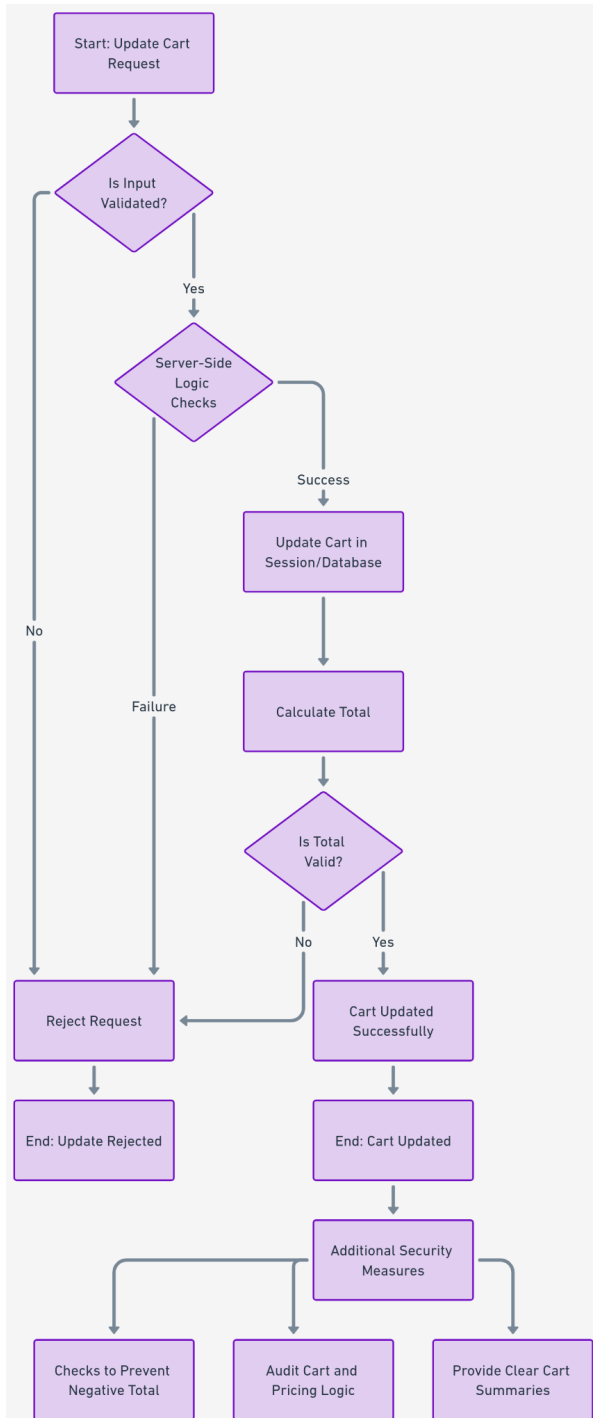 Start: Update Cart
Request
Is Input
Validated?
Yes
Server-Side
Logic
Checks
Success
Update Cart in
Session/Database
No
Failure
Calculate Total
Is Total
Valid?
No
Yes
Reject Request
Cart Updated
Successfully
End: Update Rejected
End: Cart Updated
Additional Security
Measures
Checks to Prevent
Negative Total
Audit Cart and
Pricing Logic
Provide Clear Cart
Summaries